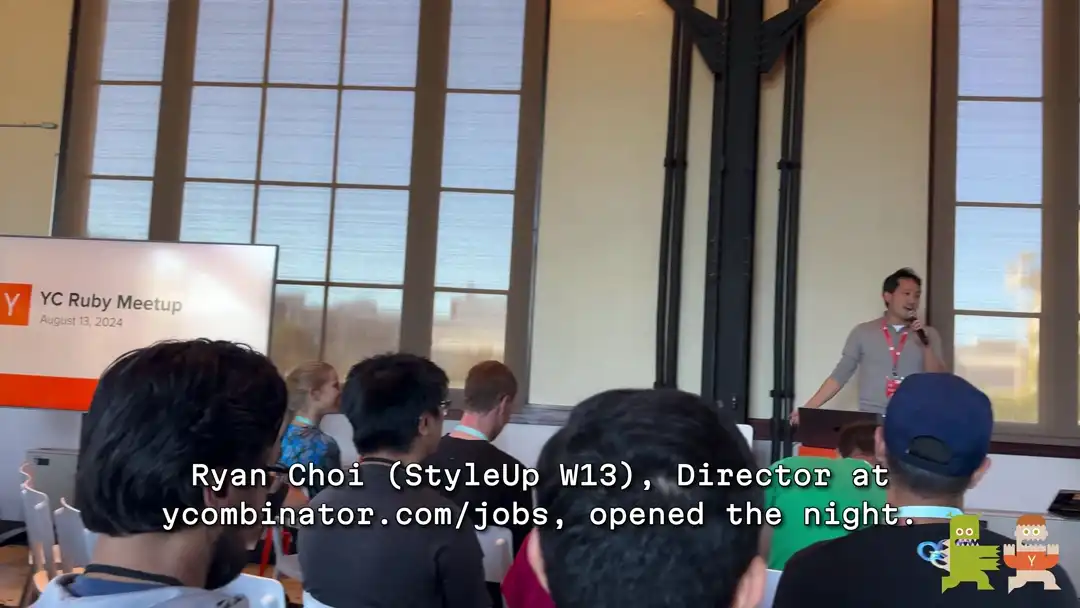 Y
YC Ruby Meetup
August 13, 2024
Ryan Choi (StyleUp W13), Director at
ycombinator.com/jobs, opened the night.
Y